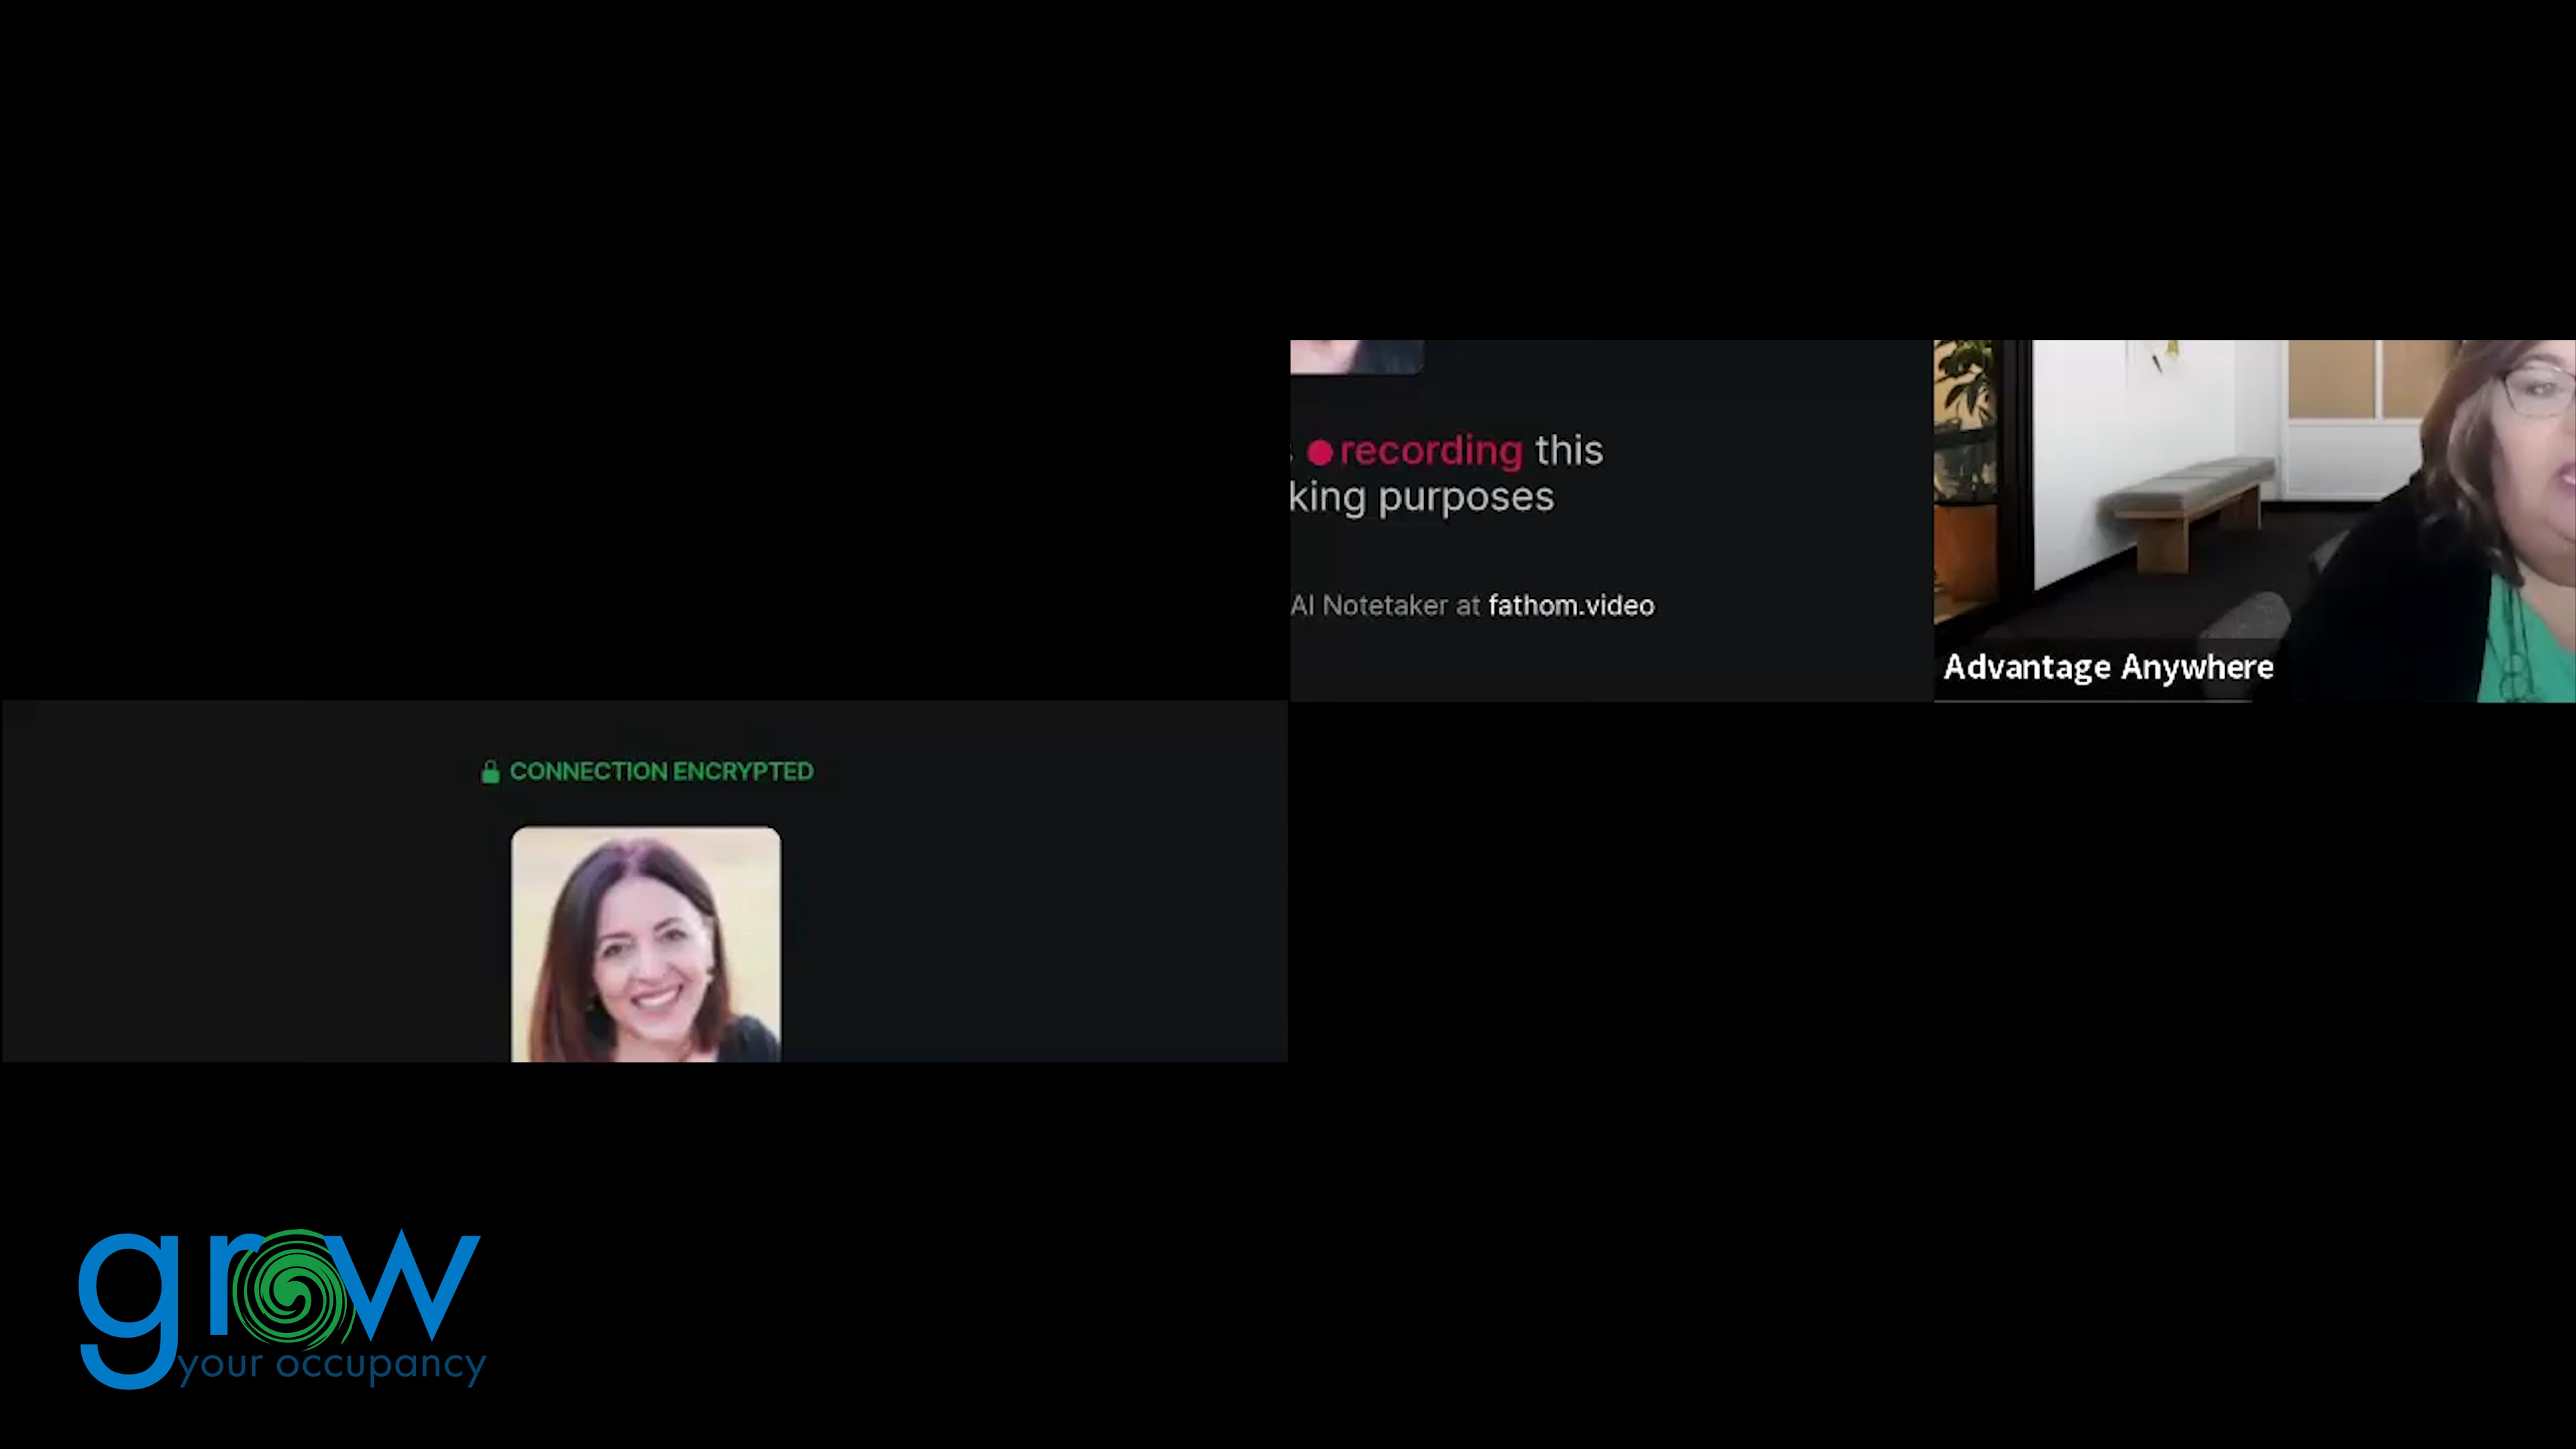 recording this
king purposes
AI Notetaker at fathom.video
Advantage Anywhere
CONNECTION ENCRYPTED
grow
your occupancy